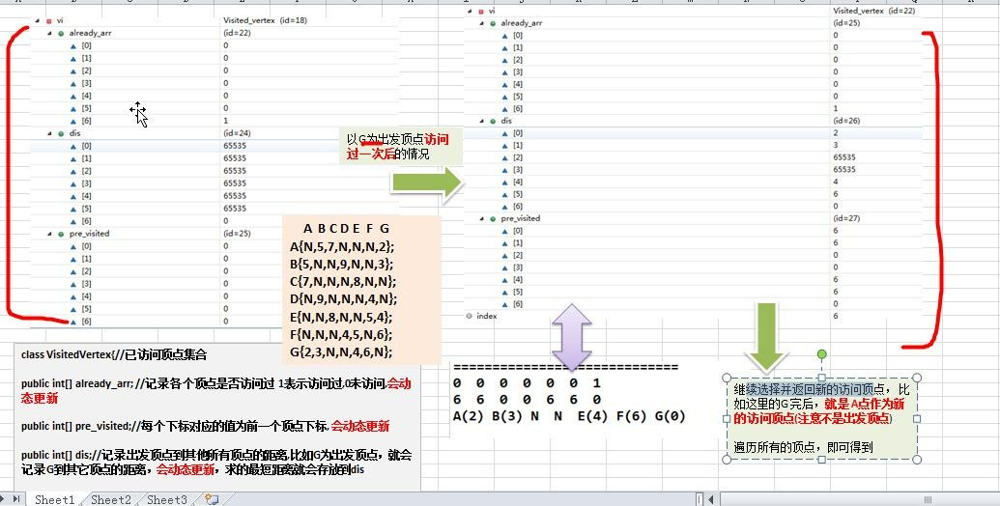 vi Visited_vertex (id=18)
already_arr (id=22)
[0] 0
[1] 0
[2] 0
[3] 0
[4] 0
[5] 0
[6] 1
dis (id=24)
[0] 65535
[1] 65535
[2] 65535
[3] 65535
[4] 65535
[5] 65535
[6] 0
pre_visited (id=25)
[0] 0
[1] 0
[2] 0
[3] 0
[4] 0
[5] 0
[6] 0
以G为出发顶点访问
过一次后的情况
A B C D E F G
A{N,5,7,N,N,N,2};
B{5,N,N,9,N,N,3};
C{7,N,N,N,8,N,N};
D{N,9,N,N,N,4,N};
E{N,N,8,N,N,5,4};
F{N,N,N,4,5,N,6};
G{2,3,N,N,4,6,N};
vi Visited_vertex (id=22)
already_arr (id=25)
[0] 0
[1] 0
[2] 0
[3] 0
[4] 0
[5] 0
[6] 1
dis (id=26)
[0] 2
[1] 3
[2] 65535
[3] 65535
[4] 4
[5] 6
[6] 0
pre_visited (id=27)
[0] 6
[1] 6
[2] 0
[3] 0
[4] 6
[5] 6
[6] 0
index 6
class VisitedVertex{//已访问顶点集合
public int[] already_arr; //记录各个顶点是否访问过 1表示访问过,0未访问,会动
态更新
public int[] pre_visited;//每个下标对应的值为前一个顶点下标, 会动态更新
public int[] dis;//记录出发顶点到其他所有顶点的距离,比如G为出发顶点，就会
记录G到其它顶点的距离，会动态更新，求的最短距离就会存放到dis
==============================
0 0 0 0 0 0 1
6 6 0 0 6 6 0
A(2) B(3) N N E(4) F(6) G(0)
继续选择并返回新的访问顶点，比
如这里的G完后，就是 A点作为新
的访问顶点(注意不是出发顶点)
遍历所有的顶点，即可得到
Sheet1 Sheet2 Sheet3